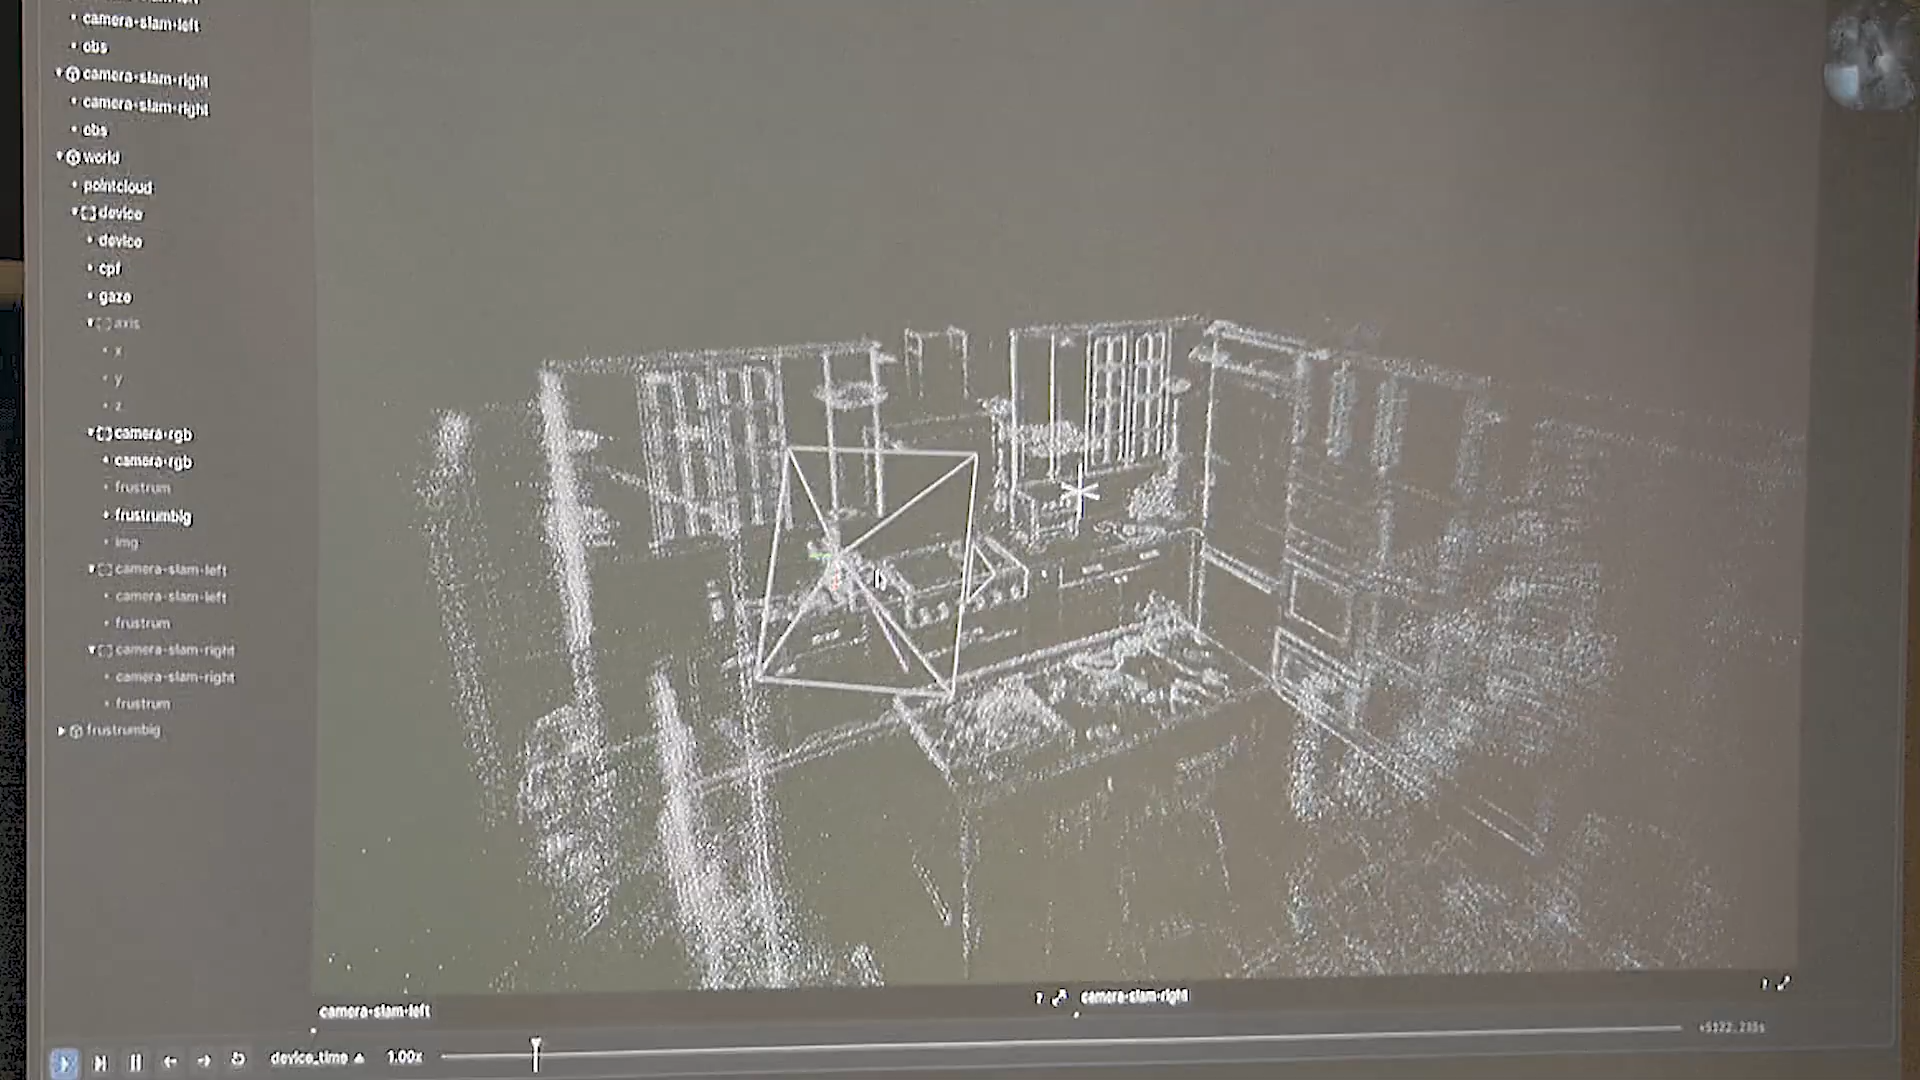 camera-slam-left
obs
camera-slam-right
camera-slam-right
obs
world
pointcloud
device
device
cpf
gaze
axis
x
y
z
camera-rgb
camera-rgb
frustrum
frustrumbig
img
camera-slam-left
camera-slam-left
frustrum
camera-slam-right
camera-slam-right
frustrum
frustrumbig
camera-slam-left
? camera-slam-right
?
device_time 1.00x